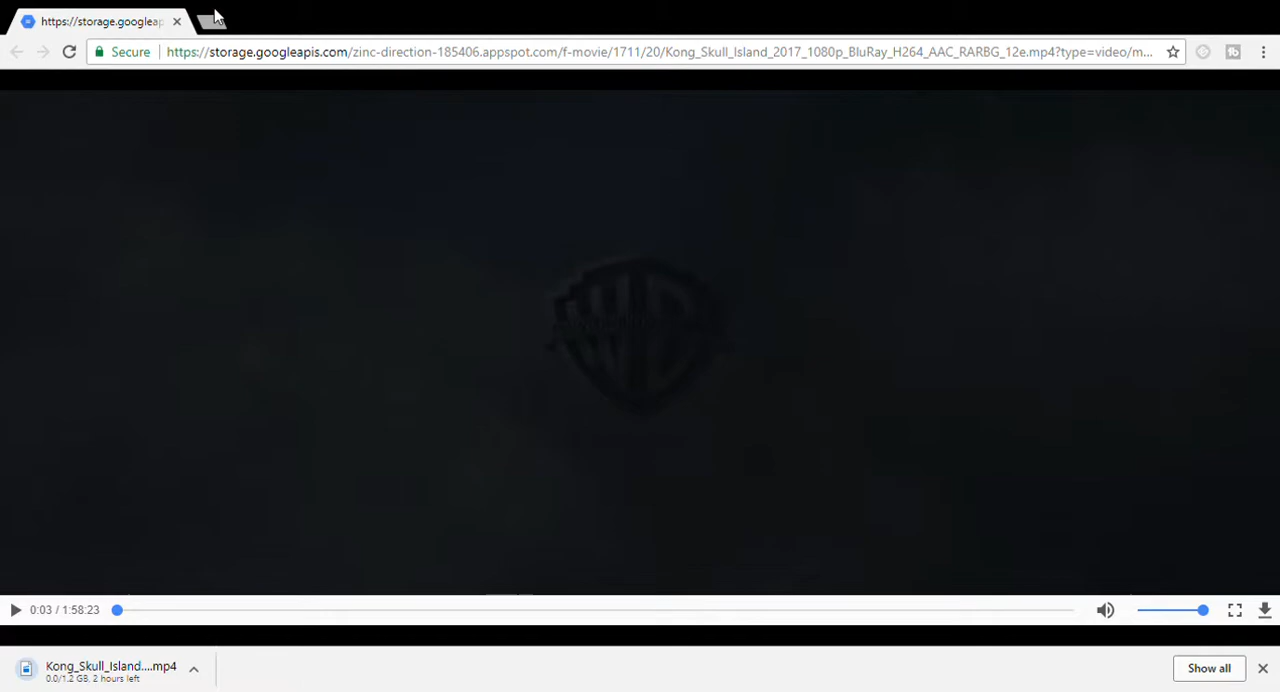 https://storage.googleap
Secure
https://storage.googleapis.com/zinc-direction-185406.appspot.com/f-movie/1711/20/Kong_Skull_Island_2017_1080p_BluRay_H264_AAC_RARBG_12e.mp4?type=video/m...
0:03 / 1:58:23
Kong_Skull_Island....mp4
0.0/1.2 GB, 2 hours left
Show all